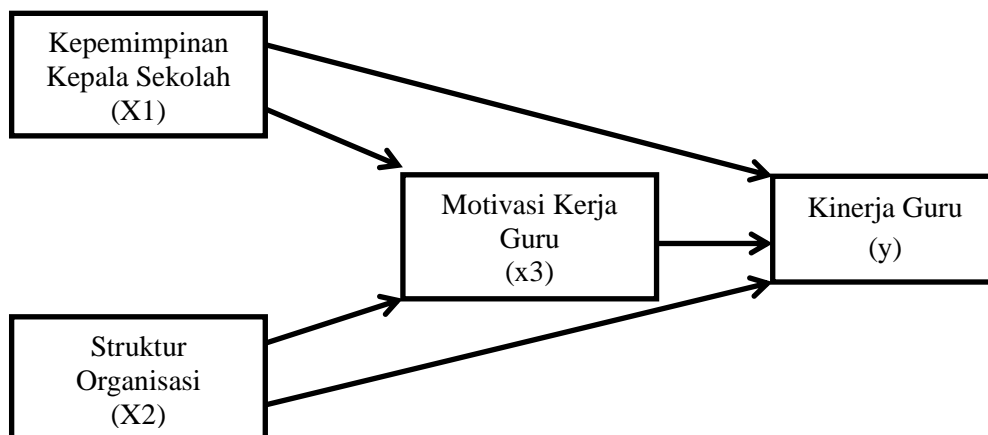 Kepemimpinan
Kepala Sekolah
(X1)
Motivasi Kerja
Guru
(x3)
Kinerja Guru
(y)
Struktur
Organisasi
(X2)